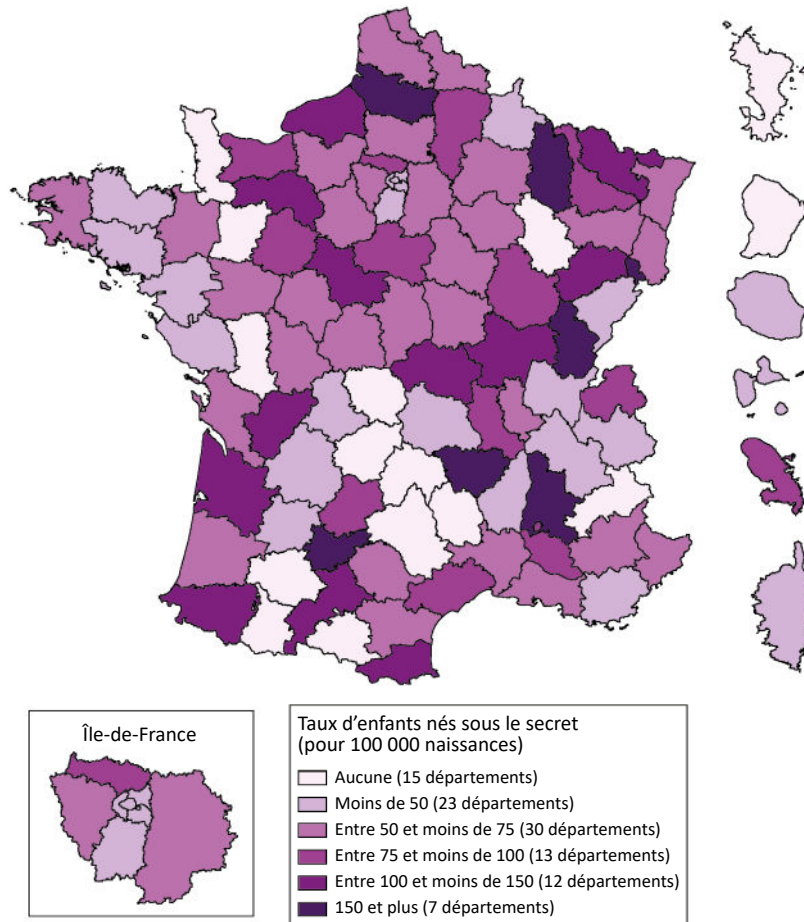 Île-de-France
Taux d’enfants nés sous le secret
(pour 100 000 naissances)
Aucune (15 départements)
Moins de 50 (23 départements)
Entre 50 et moins de 75 (30 départements)
Entre 75 et moins de 100 (13 départements)
Entre 100 et moins de 150 (12 départements)
150 et plus (7 départements)